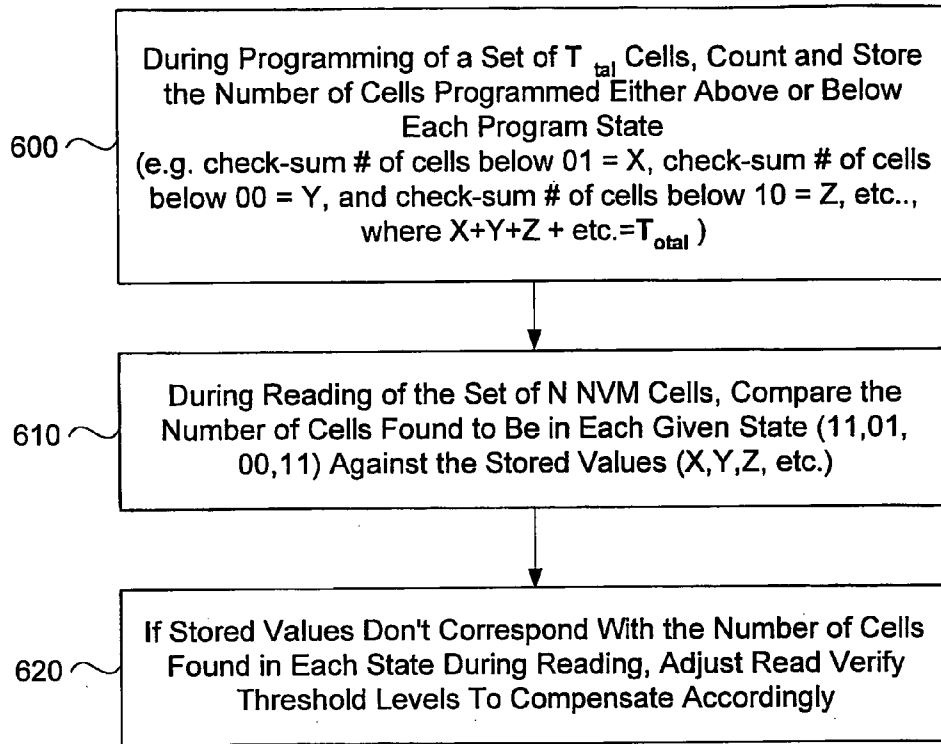 During Programming of a Set of T tal Cells, Count and Store
the Number of Cells Programmed Either Above or Below
Each Program State
600
(e.g. check-sum # of cells below 01 = X, check-sum # of cells
below 00 = Y, and check-sum # of cells below 10 = Z, etc..,
where X+Y+Z + etc.=Total )
During Reading of the Set of N NVM Cells, Compare the
610
Number of Cells Found to Be in Each Given State (11,01,
00,11) Against the Stored Values (X,Y,Z, etc.)
If Stored Values Don't Correspond With the Number of Cells
620
Found in Each State During Reading, Adjust Read Verify
Threshold Levels To Compensate Accordingly